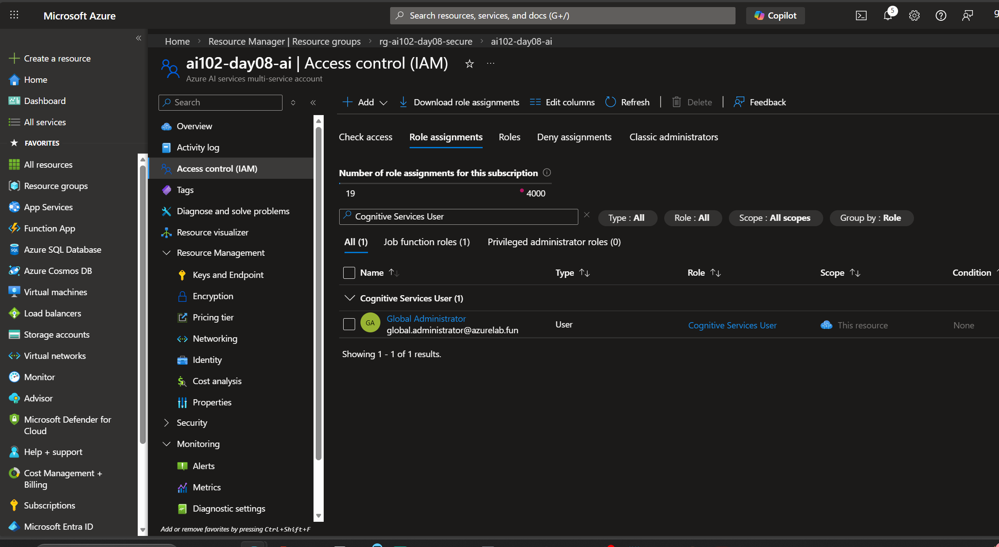 Microsoft Azure
Search resources, services, and docs (G+/)
Copilot
5
Create a resource
Home
Dashboard
All services
FAVORITES
All resources
Resource groups
App Services
Function App
Azure SQL Database
Azure Cosmos DB
Virtual machines
Load balancers
Storage accounts
Virtual networks
Monitor
Advisor
Microsoft Defender for
Cloud
Help + support
Cost Management +
Billing
Subscriptions
Microsoft Entra ID
Home > Resource Manager | Resource groups > rg-ai102-day08-secure > ai102-day08-ai
ai102-day08-ai | Access control (IAM)
Azure AI services multi-service account
Search
Overview
Activity log
Access control (IAM)
Tags
Diagnose and solve problems
Resource visualizer
Resource Management
Keys and Endpoint
Encryption
Pricing tier
Networking
Identity
Cost analysis
Properties
Security
Monitoring
Alerts
Metrics
Diagnostic settings
Add or remove favorites by pressing Ctrl+Shift+F
Add Download role assignments Edit columns Refresh | Delete | Feedback
Check access Role assignments Roles Deny assignments Classic administrators
Number of role assignments for this subscription
19 4000
Cognitive Services User
Type : All Role : All Scope : All scopes Group by : Role
All (1) Job function roles (1) Privileged administrator roles (0)
Name Type Role Scope Condition
Cognitive Services User (1)
GA
Global Administrator
global.administrator@azurelab.fun
User Cognitive Services User This resource None
Showing 1 - 1 of 1 results.